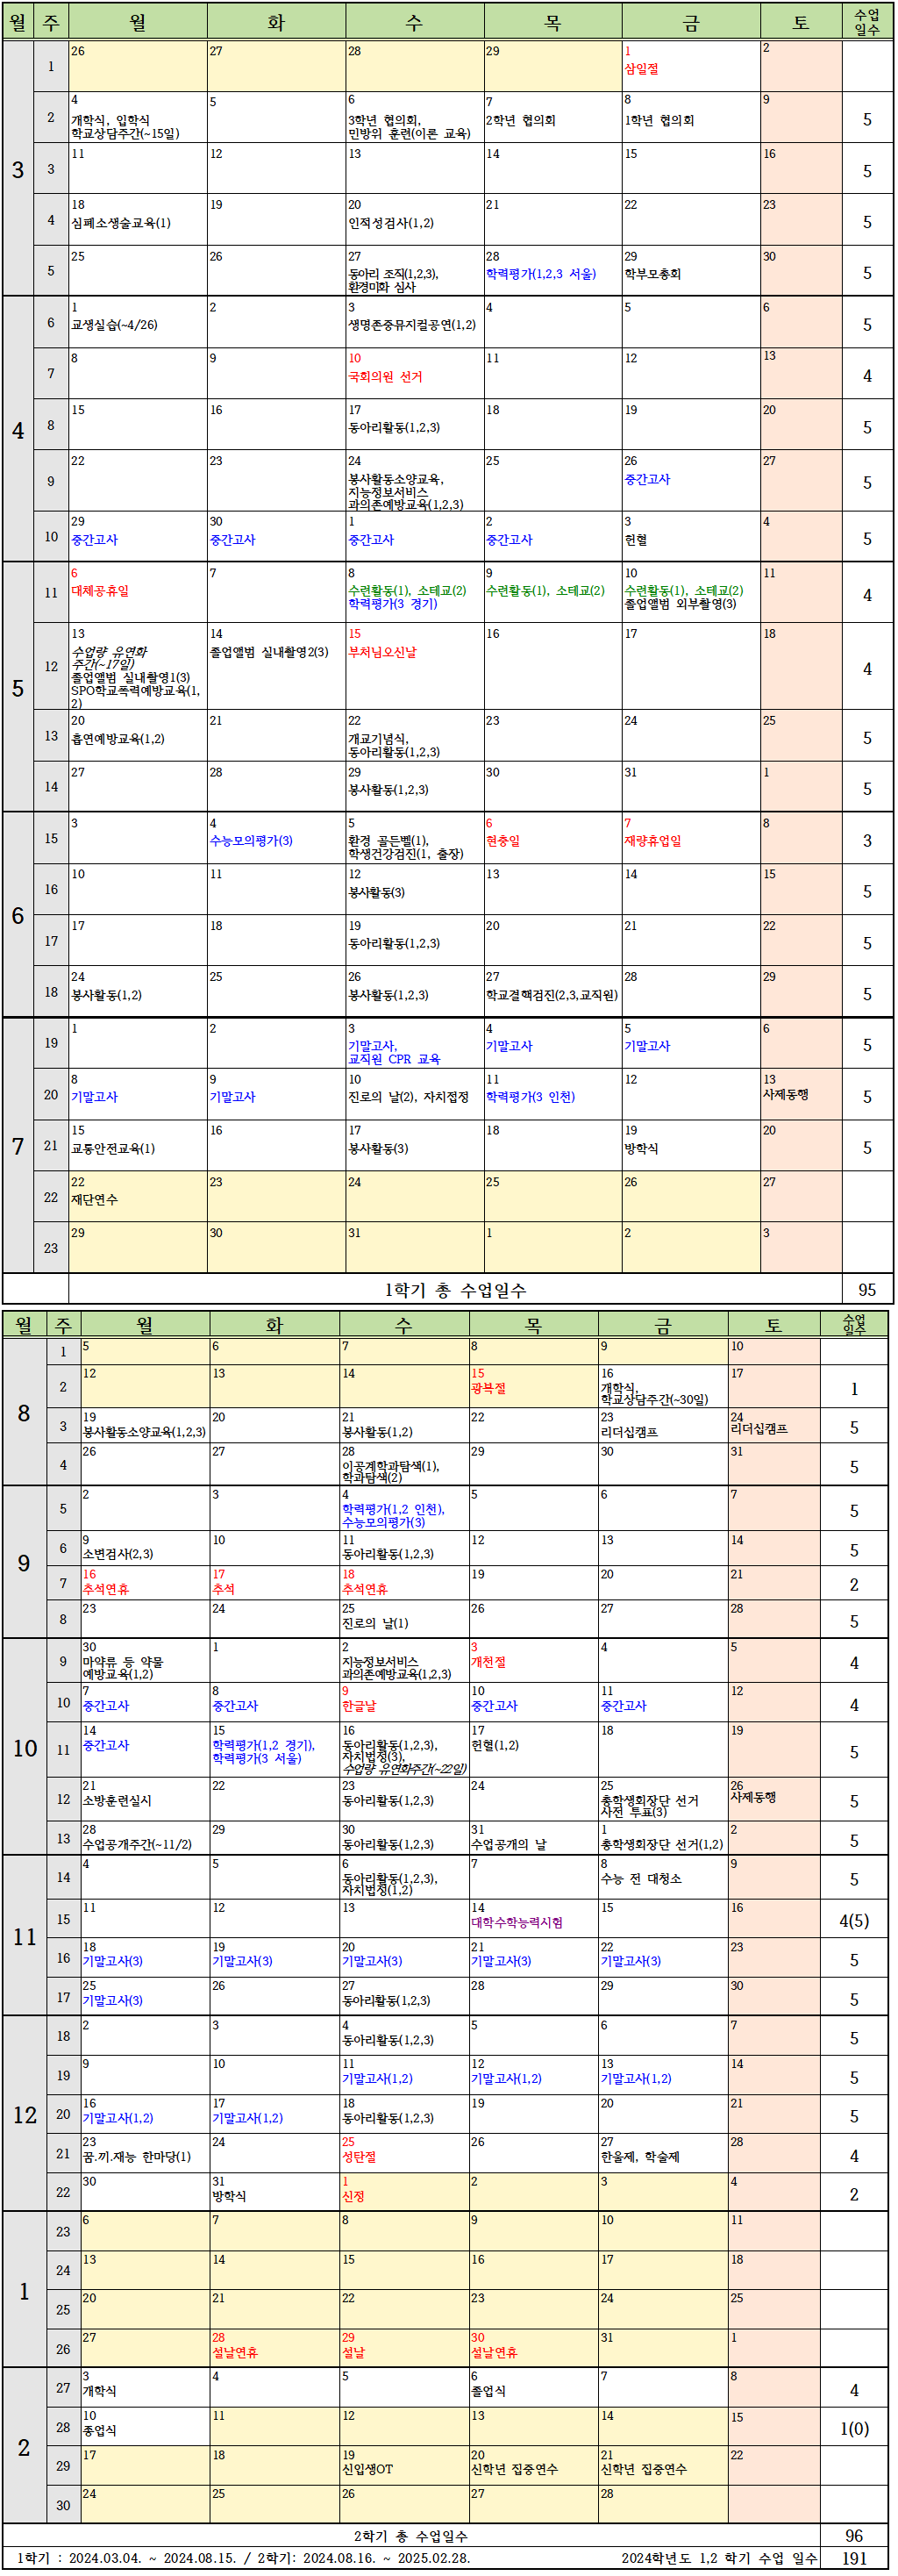 월 주 월 화 수 목 금 토 수업
일수
3
1 26 27 28 29 1 2
삼일절
2 4 5 6 7 8 9 5
개학식, 입학식 3학년 협의회, 2학년 협의회 1학년 협의회
학교상담주간(~15일) 민방위 훈련(이론 교육)
3 11 12 13 14 15 16 5
4 18 19 20 21 22 23 5
심폐소생술교육(1) 인적성검사(1,2)
5 25 26 27 28 29 30 5
동아리 조직(1,2,3), 학력평가(1,2,3 서울) 학부모총회
환경미화 심사
4
6 1 2 3 4 5 6 5
교생실습(~4/26) 생명존중뮤지컬공연(1,2)
7 8 9 10 11 12 13 4
국회의원 선거
8 15 16 17 18 19 20 5
동아리활동(1,2,3)
9 22 23 24 25 26 27 5
봉사활동소양교육, 중간고사
지능정보서비스
과의존예방교육(1,2,3)
10 29 30 1 2 3 4 5
중간고사 중간고사 중간고사 중간고사 헌혈
5
11 6 7 8 9 10 11 4
대체공휴일 수련활동(1), 소테교(2) 수련활동(1), 소테교(2) 수련활동(1), 소테교(2)
학력평가(3 경기) 졸업앨범 외부촬영(3)
12 13 14 15 16 17 18 4
수업량 유연화 졸업앨범 실내촬영2(3) 부처님오신날
주간(~17일)
졸업앨범 실내촬영1(3)
SPO학교폭력예방교육(1,
2)
13 20 21 22 23 24 25 5
흡연예방교육(1,2) 개교기념식,
동아리활동(1,2,3)
14 27 28 29 30 31 1 5
봉사활동(1,2,3)
6
15 3 4 5 6 7 8 3
수능모의평가(3) 환경 골든벨(1), 현충일 재량휴업일
학생건강검진(1, 출장)
16 10 11 12 13 14 15 5
봉사활동(3)
17 17 18 19 20 21 22 5
동아리활동(1,2,3)
18 24 25 26 27 28 29 5
봉사활동(1,2) 봉사활동(1,2,3) 학교결핵검진(2,3,교직원)
7
19 1 2 3 4 5 6 5
기말고사, 기말고사 기말고사
교직원 CPR 교육
20 8 9 10 11 12 13 5
기말고사 기말고사 진로의 날(2), 자치접정 학력평가(3 인천) 사제동행
21 15 16 17 18 19 20 5
교통안전교육(1) 봉사활동(3) 방학식
22 22 23 24 25 26 27
재단연수
23 29 30 31 1 2 3
1학기 총 수업일수 95
월 주 월 화 수 목 금 토 수업
일수
8
1 5 6 7 8 9 10
2 12 13 14 15 16 17 1
광복절 개학식,
학교상담주간(~30일)
3 19 20 21 22 23 24 5
봉사활동소양교육(1,2,3) 봉사활동(1,2) 리더십캠프 리더십캠프
4 26 27 28 29 30 31 5
이공계학과탐색(1),
학과탐색(2)
9
5 2 3 4 5 6 7 5
학력평가(1,2 인천),
수능모의평가(3)
6 9 10 11 12 13 14 5
소변검사(2,3) 동아리활동(1,2,3)
7 16 17 18 19 20 21 2
추석연휴 추석 추석연휴
8 23 24 25 26 27 28 5
진로의 날(1)
10
9 30 1 2 3 4 5 4
마약류 등 약물 지능정보서비스 개천절
예방교육(1,2) 과의존예방교육(1,2,3)
10 7 8 9 10 11 12 4
중간고사 중간고사 한글날 중간고사 중간고사
11 14 15 16 17 18 19 5
중간고사 학력평가(1,2 경기), 동아리활동(1,2,3), 헌혈(1,2)
학력평가(3 서울) 자치법정(3),
수업량 유연화주간(~22일)
12 21 22 23 24 25 26 5
소방훈련실시 동아리활동(1,2,3) 총학생회장단 선거 사제동행
사전 투표(3)
13 28 29 30 31 1 2 5
수업공개주간(~11/2) 동아리활동(1,2,3) 수업공개의 날 총학생회장단 선거(1,2)
11
14 4 5 6 7 8 9 5
동아리활동(1,2,3), 수능 전 대청소
자치법정(1,2)
15 11 12 13 14 15 16 4(5)
대학수학능력시험
16 18 19 20 21 22 23 5
기말고사(3) 기말고사(3) 기말고사(3) 기말고사(3) 기말고사(3)
17 25 26 27 28 29 30 5
기말고사(3) 동아리활동(1,2,3)
12
18 2 3 4 5 6 7 5
동아리활동(1,2,3)
19 9 10 11 12 13 14 5
기말고사(1,2) 기말고사(1,2) 기말고사(1,2)
20 16 17 18 19 20 21 5
기말고사(1,2) 기말고사(1,2) 동아리활동(1,2,3)
21 23 24 25 26 27 28 4
꿈.끼.재능 한마당(1) 성탄절 한울제, 학술제
22 30 31 1 2 3 4 2
방학식 신정
1
23 6 7 8 9 10 11
24 13 14 15 16 17 18
25 20 21 22 23 24 25
26 27 28 29 30 31 1
설날연휴 설날 설날연휴
2
27 3 4 5 6 7 8 4
개학식 졸업식
28 10 11 12 13 14 15 1(0)
종업식
29 17 18 19 20 21 22
신입생OT 신학년 집중연수 신학년 집중연수
30 24 25 26 27 28
2학기 총 수업일수 96
1학기 : 2024.03.04. ~ 2024.08.15. / 2학기: 2024.08.16. ~ 2025.02.28. 2024학년도 1,2 학기 수업 일수 191